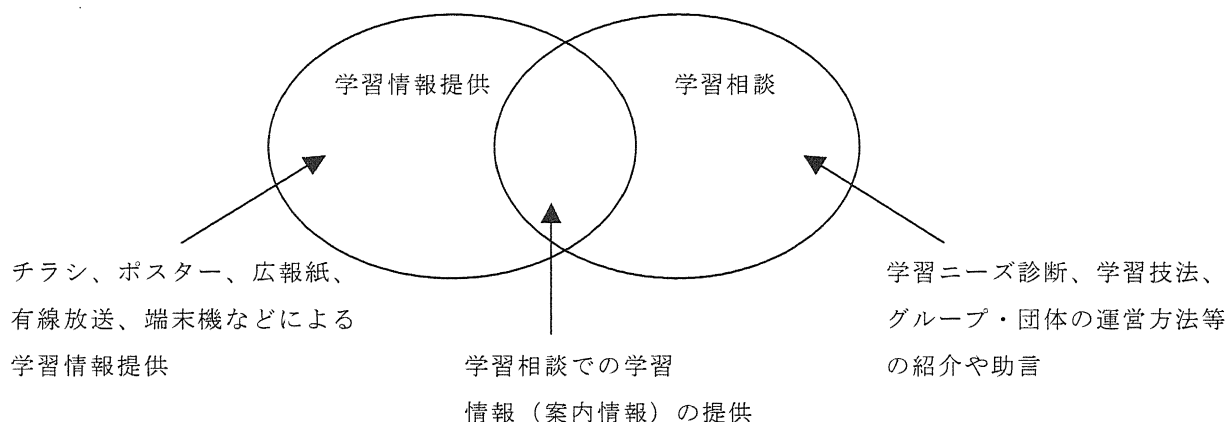 学習情報提供
学習相談
チラシ、ポスター、広報紙、
有線放送、端末機などによる
学習情報提供
学習相談での学習
情報（案内情報）の提供
学習ニーズ診断、学習技法、
グループ・団体の運営方法等
の紹介や助言